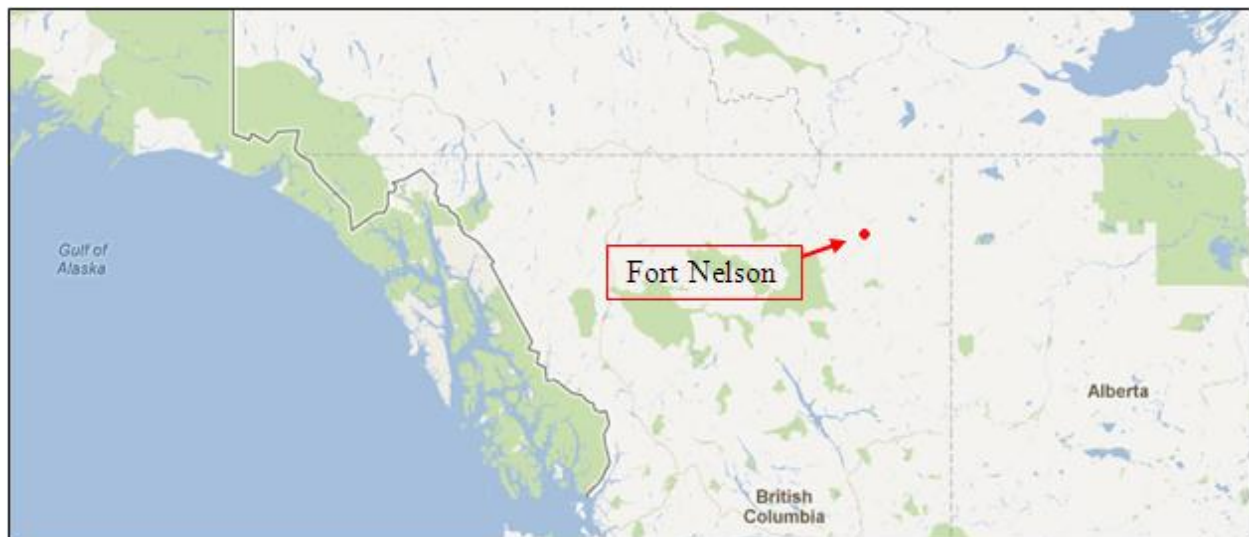 Gulf of
Alaska
Fort Nelson
Alberta
British
Columbia